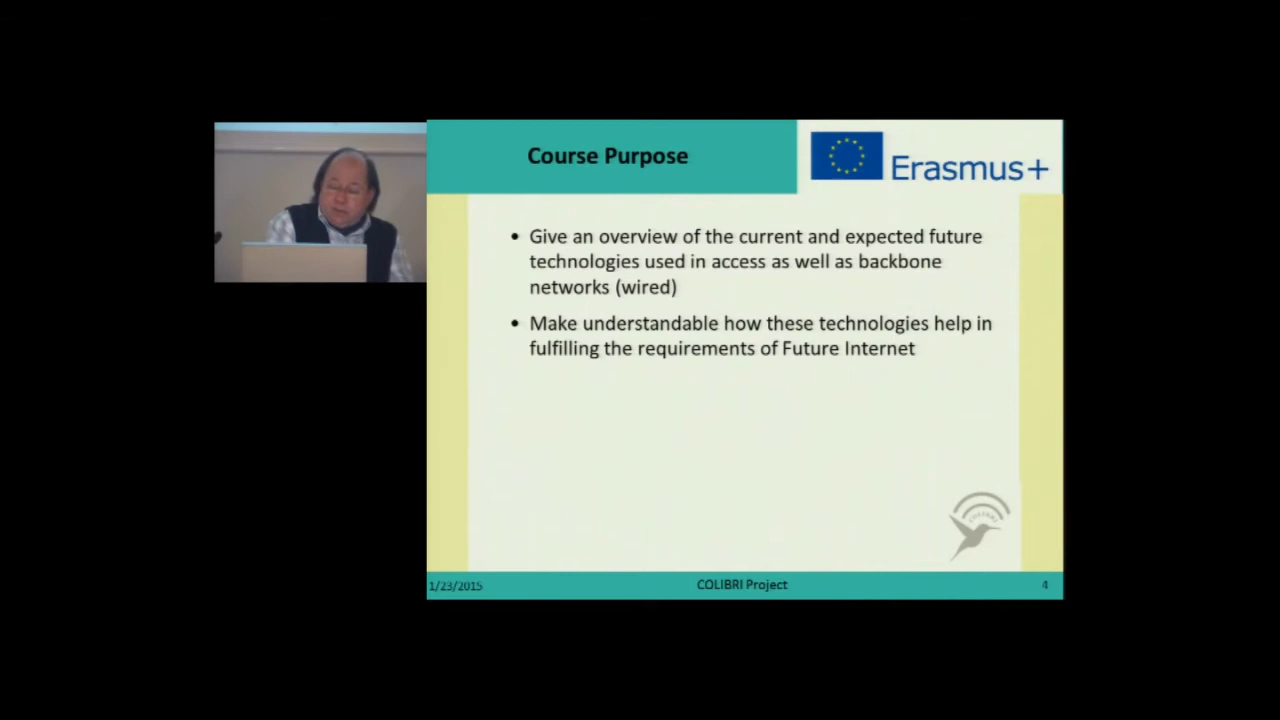 Course Purpose
Erasmus+
• Give an overview of the current and expected future
technologies used in access as well as backbone
networks (wired)
• Make understandable how these technologies help in
fulfilling the requirements of Future Internet
COLIBRI
1/23/2015
COLIBRI Project
4